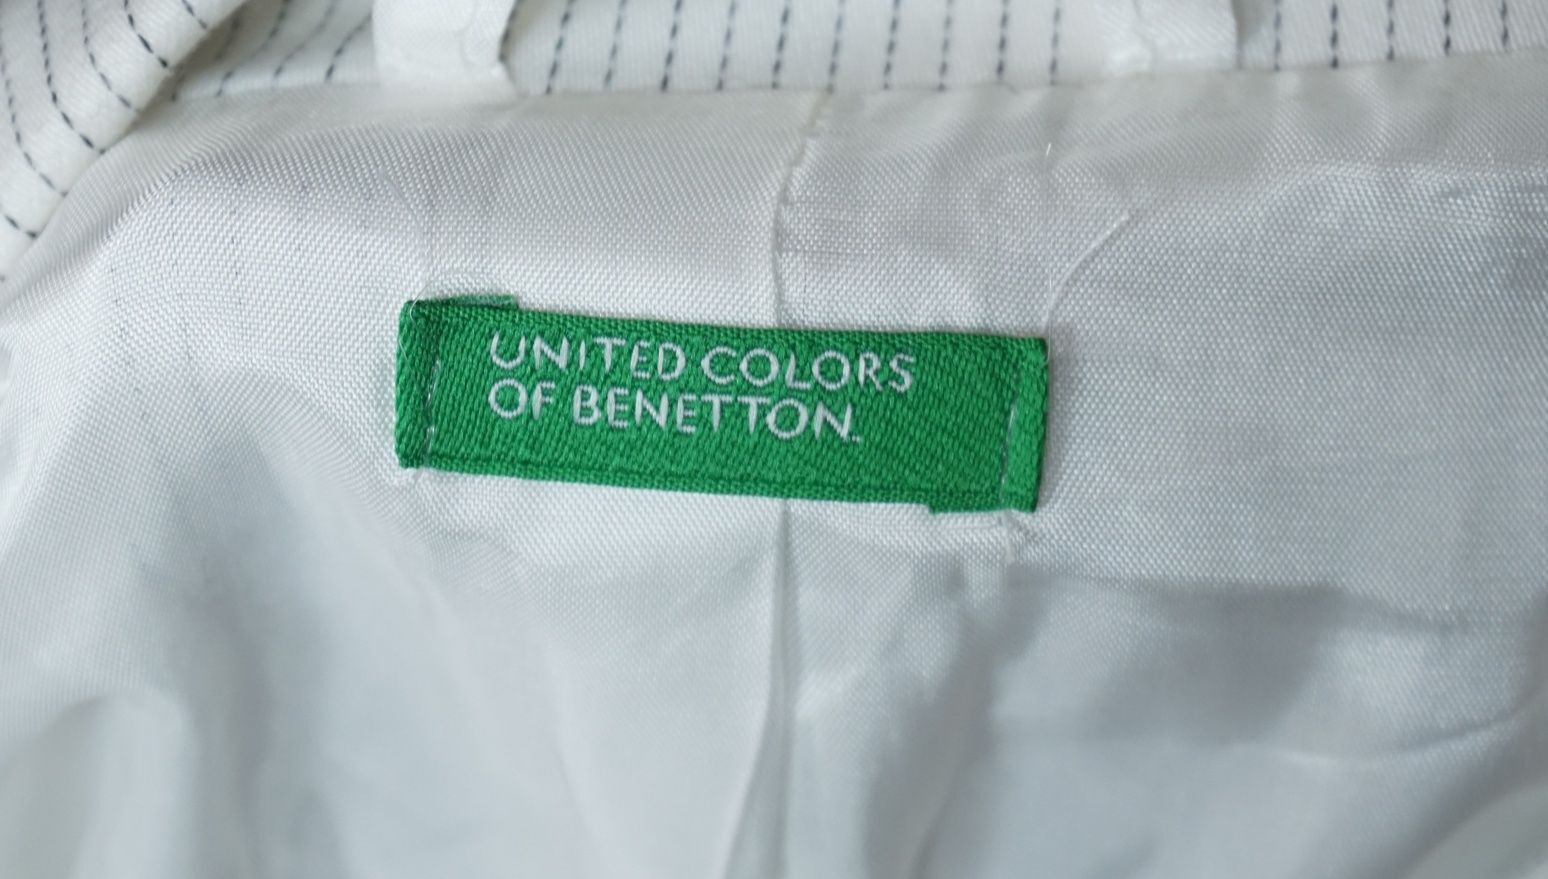 UNITED COLORS
OF BENETTON.